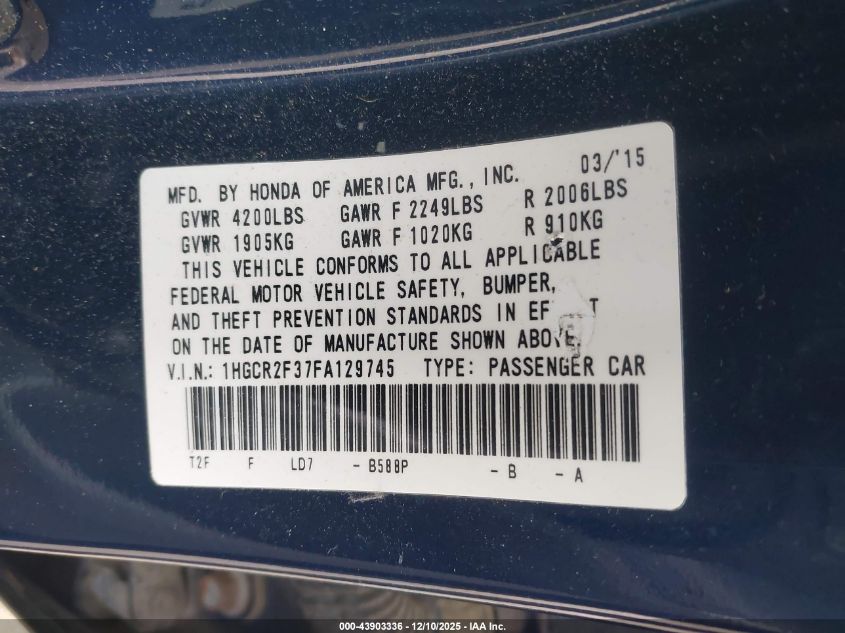 MFD. BY HONDA OF AMERICA MFG., INC. 03/'15
GVWR 4200LBS GAWR F 2249LBS R 2006LBS
GVWR 1905KG GAWR F 1020KG R 910KG
THIS VEHICLE CONFORMS TO ALL APPLICABLE
FEDERAL MOTOR VEHICLE SAFETY, BUMPER,
AND THEFT PREVENTION STANDARDS IN EF T
ON THE DATE OF MANUFACTURE SHOWN ABOVE.
V.I.N.: 1HGCR2F37FA129745 TYPE: PASSENGER CAR
T2F F LD7 - B588P - B - A
000-43903336 - 12/10/2025 - IAA Inc.